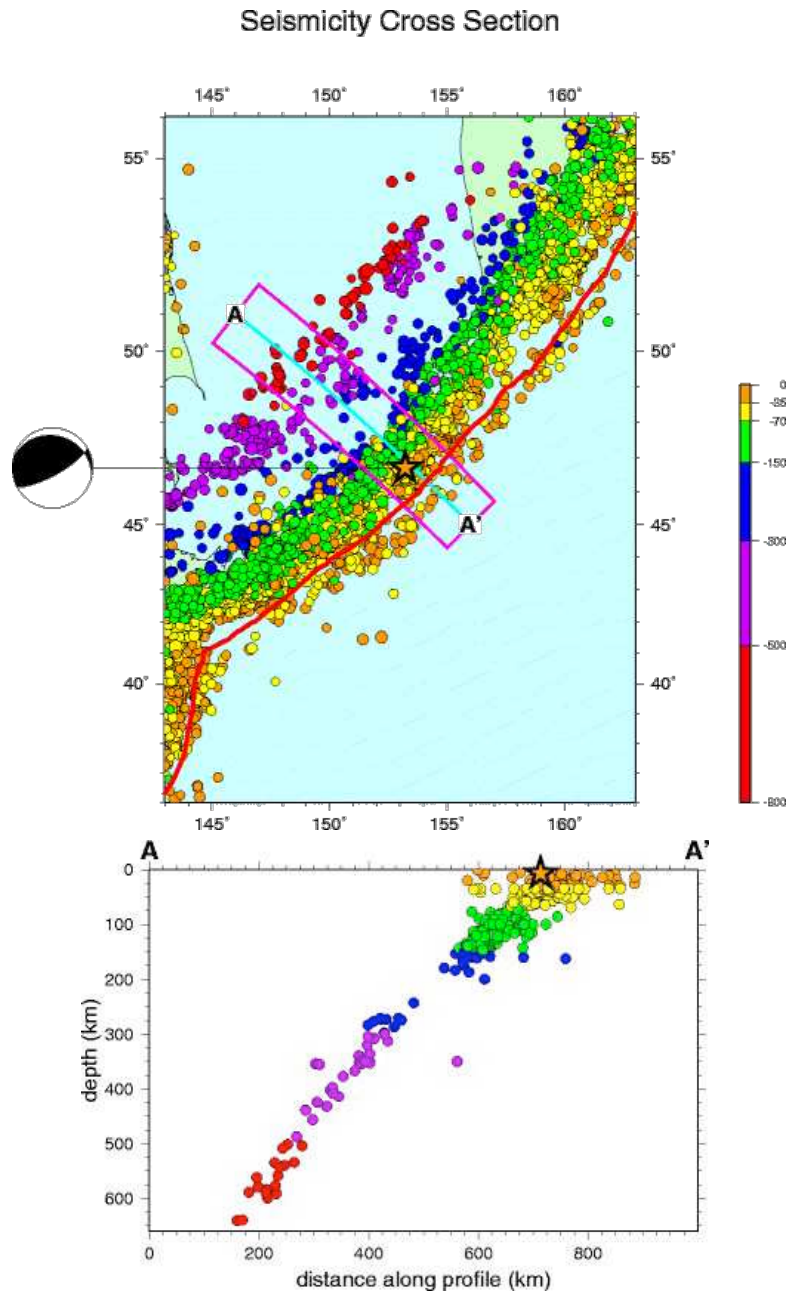 Seismicity Cross Section
145° 150° 155° 160°
55° 55°
A
50° 50°
0
-35
-70
-150
45° A' 45°
-300
-500
40° 40°
-800
145° 150° 155° 160°
A A'
0
100
200
300
400
500
600
depth (km)
0 200 400 600 800
distance along profile (km)